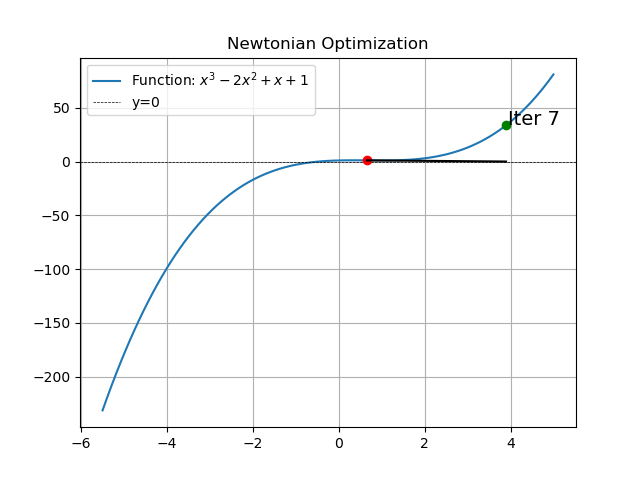 Newtonian Optimization
Function: $x^3 - 2x^2 + x + 1$
y=0
Iter 7
50
0
−50
−100
−150
−200
−6 −4 −2 0 2 4